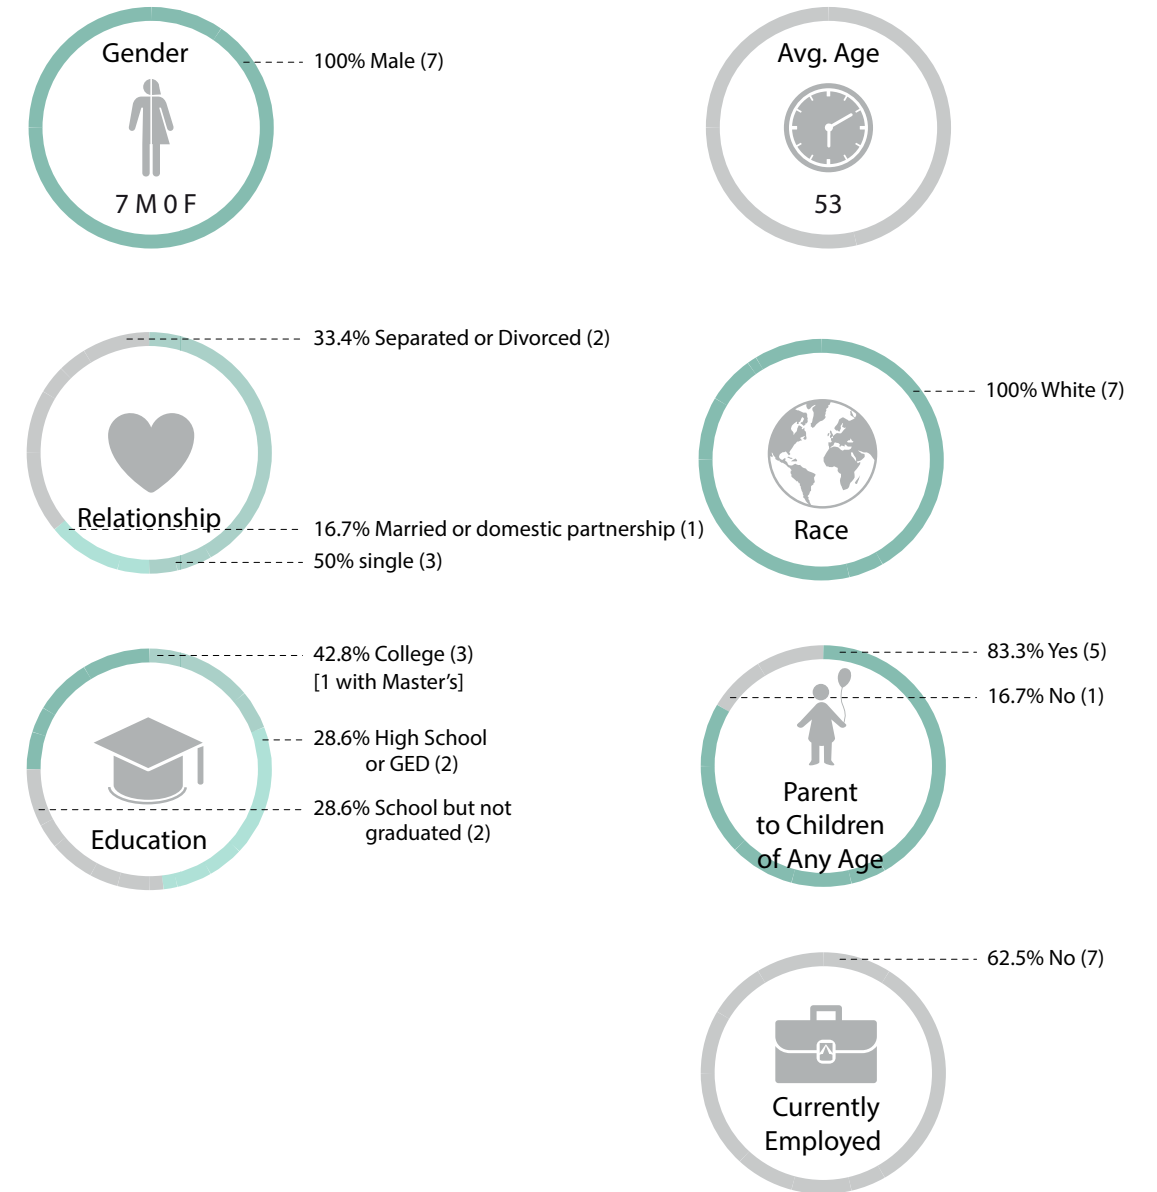 Gender
100% Male (7)
7 M 0 F
Avg. Age
53
33.4% Separated or Divorced (2)
Relationship
16.7% Married or domestic partnership (1)
50% single (3)
100% White (7)
Race
42.8% College (3)
[1 with Master's]
28.6% High School
or GED (2)
28.6% School but not
graduated (2)
Education
83.3% Yes (5)
16.7% No (1)
Parent
to Children
of Any Age
62.5% No (7)
Currently
Employed